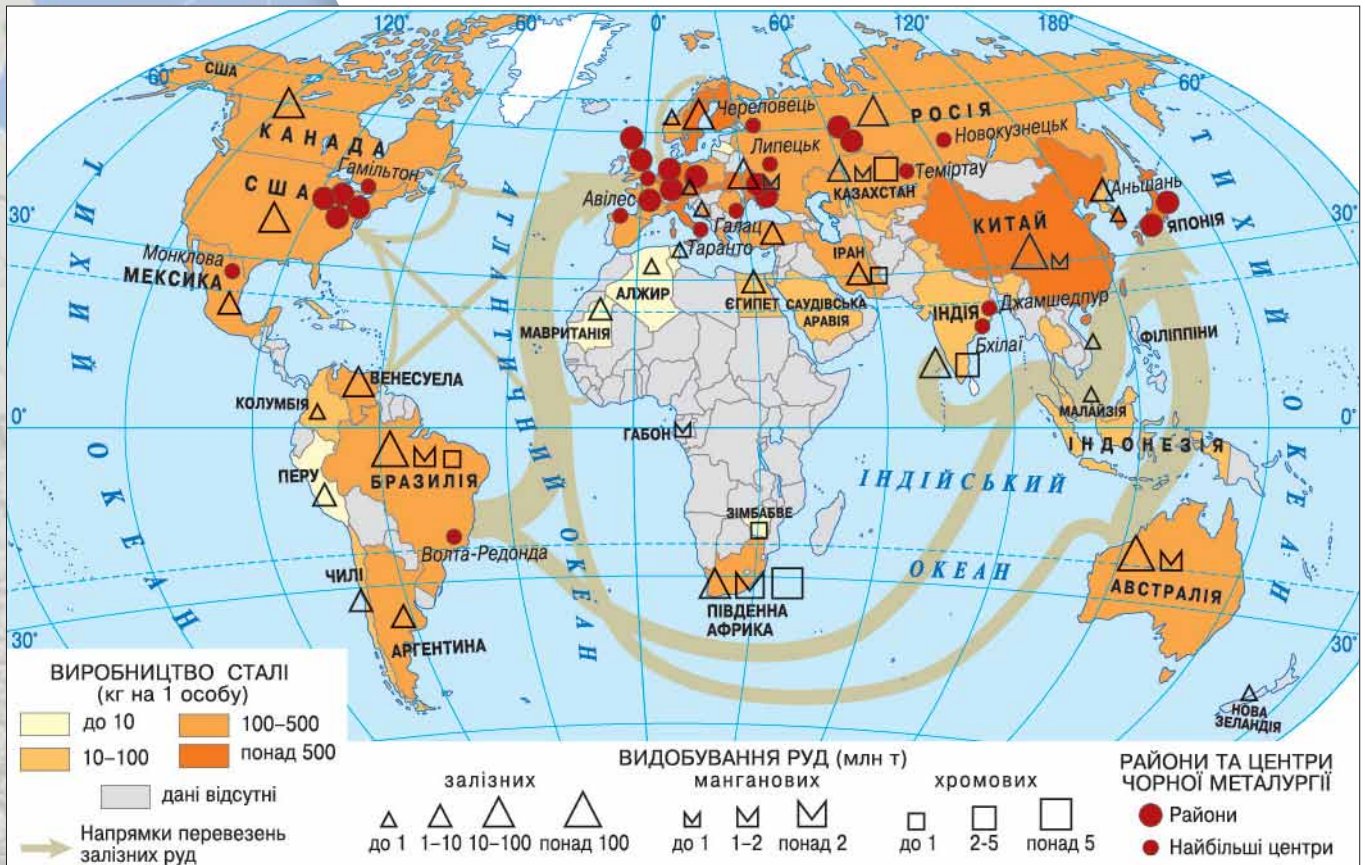 120°
0°
60°
120°
180°
60°
60°
США
КАНАДА
Гамільтон
США
30°
Монклова
МЕКСИКА
ТИХИЙ
ОКЕАН
АТЛАНТИЧНИЙ
ОКЕАН
Череповець
РОСІЯ
Липецьк
Новокузнецьк
Теміртау
КАЗАХСТАН
Авілес
Галац
Таранто
Аньшань
КИТАЙ
ЯПОНІЯ
30°
ІРАН
АЛЖИР
ЄГИПЕТ
САУДІВСЬКА
АРАВІЯ
МАВРИТАНІЯ
ІНДІЯ
Джамшедпур
Бхілаї
ФІЛІППІНИ
ТИХИЙ
ОКЕАН
ВЕНЕСУЕЛА
КОЛУМБІЯ
0°
ГАБОН
МАЛАЙЗІЯ
ІНДОНЕЗІЯ
0°
ПЕРУ
БРАЗИЛІЯ
ІНДІЙСЬКИЙ
ОКЕАН
ЗІМБАБВЕ
Волта-Редонда
ЧИЛІ
АРГЕНТИНА
ПІВДЕННА
АФРИКА
АВСТРАЛІЯ
30°
30°
НОВА
ЗЕЛАНДІЯ
ВИРОБНИЦТВО СТАЛІ
(кг на 1 особу)
до 10
100–500
10–100
понад 500
дані відсутні
Напрямки перевезень
залізних руд
ВИДОБУВАННЯ РУД (млн т)
залізних
манганових
хромових
до 1
1–10
10–100
понад 100
до 1
1–2
понад 2
до 1
2-5
понад 5
РАЙОНИ ТА ЦЕНТРИ
ЧОРНОЇ МЕТАЛУРГІЇ
Райони
Найбільші центри